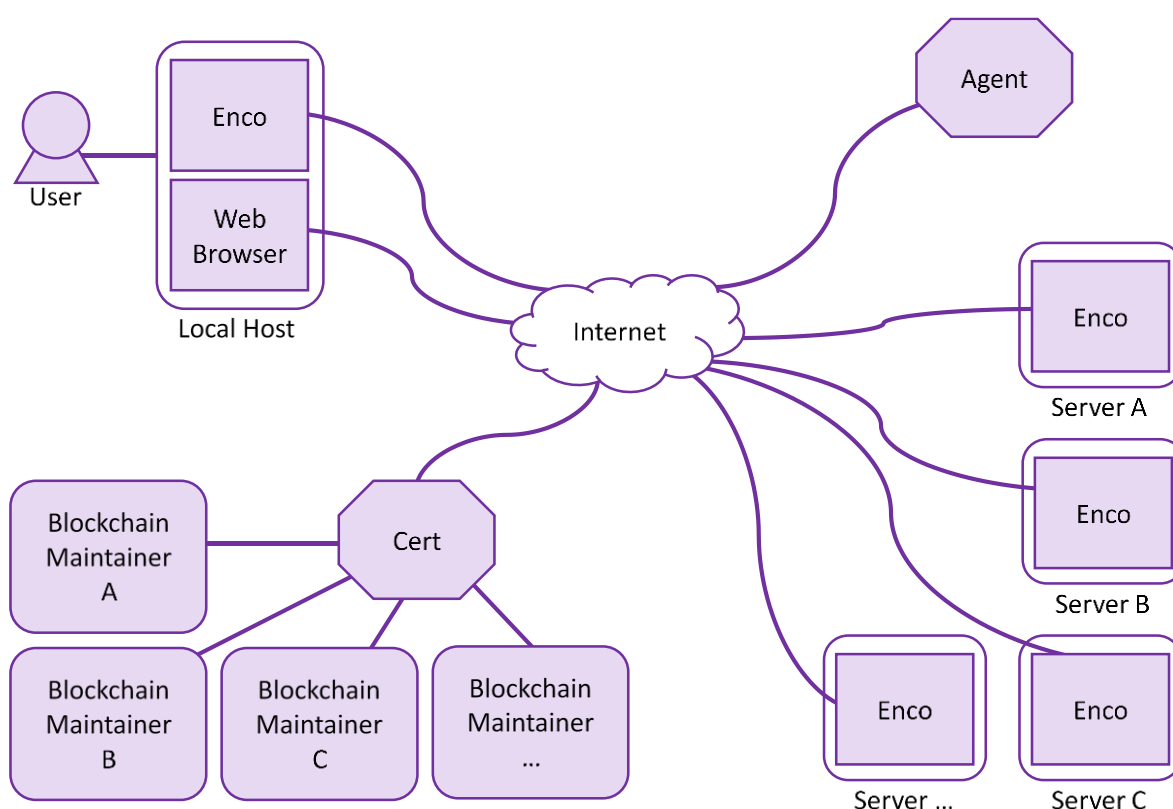 Agent
Enco
User
Web
Browser
Local Host
Internet
Enco
Server A
Enco
Server B
Blockchain
Maintainer
A
Cert
Blockchain
Maintainer
B
Blockchain
Maintainer
C
Blockchain
Maintainer
...
Enco
Server ...
Enco
Server C